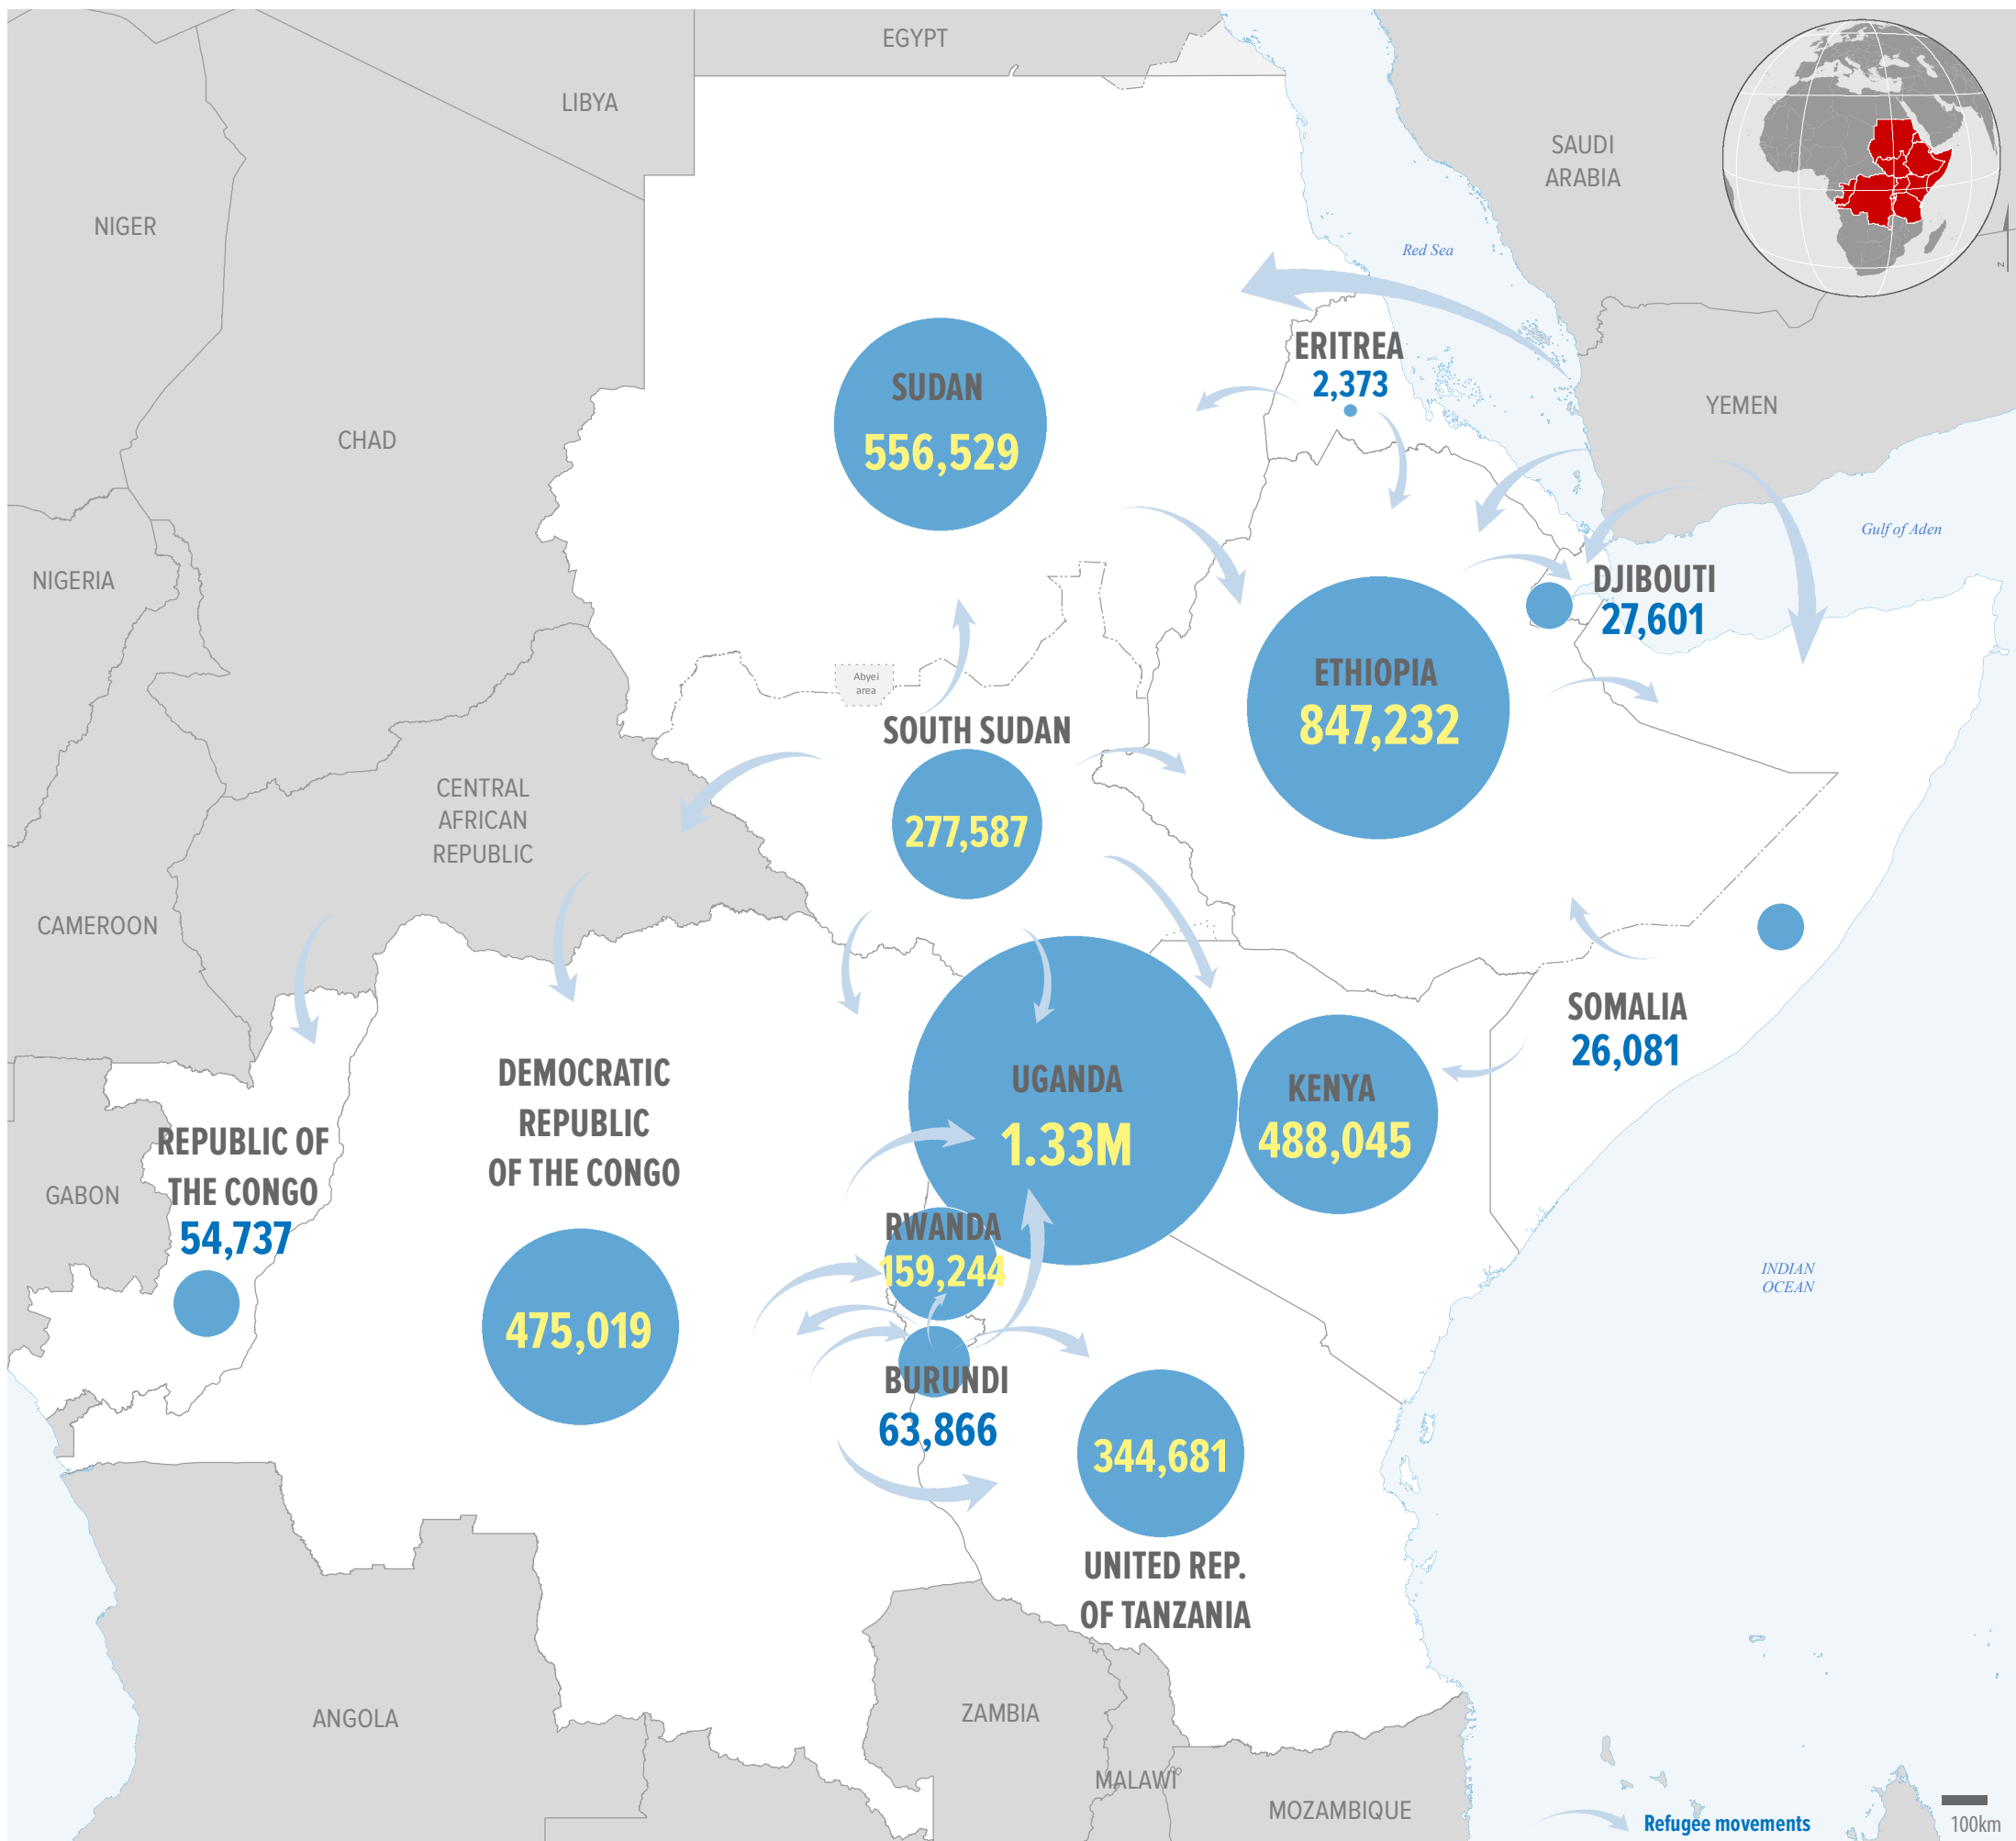 EGYPT
LIBYA
SAUDI
ARABIA
NIGER
Red Sea
N
ERITREA
2,373
SUDAN
556,529
YEMEN
CHAD
Gulf of Aden
NIGERIA
DJIBOUTI
27,601
Abyei
area
ETHIOPIA
847,232
SOUTH SUDAN
277,587
CENTRAL
AFRICAN
REPUBLIC
CAMEROON
SOMALIA
26,081
DEMOCRATIC
REPUBLIC
OF THE CONGO
475,019
UGANDA
1.33M
KENYA
488,045
REPUBLIC OF
THE CONGO
54,737
GABON
RWANDA
159,244
INDIAN
OCEAN
BURUNDI
63,866
344,681
UNITED REP.
OF TANZANIA
ANGOLA
ZAMBIA
MALAWI
MOZAMBIQUE
Refugee movements
100km